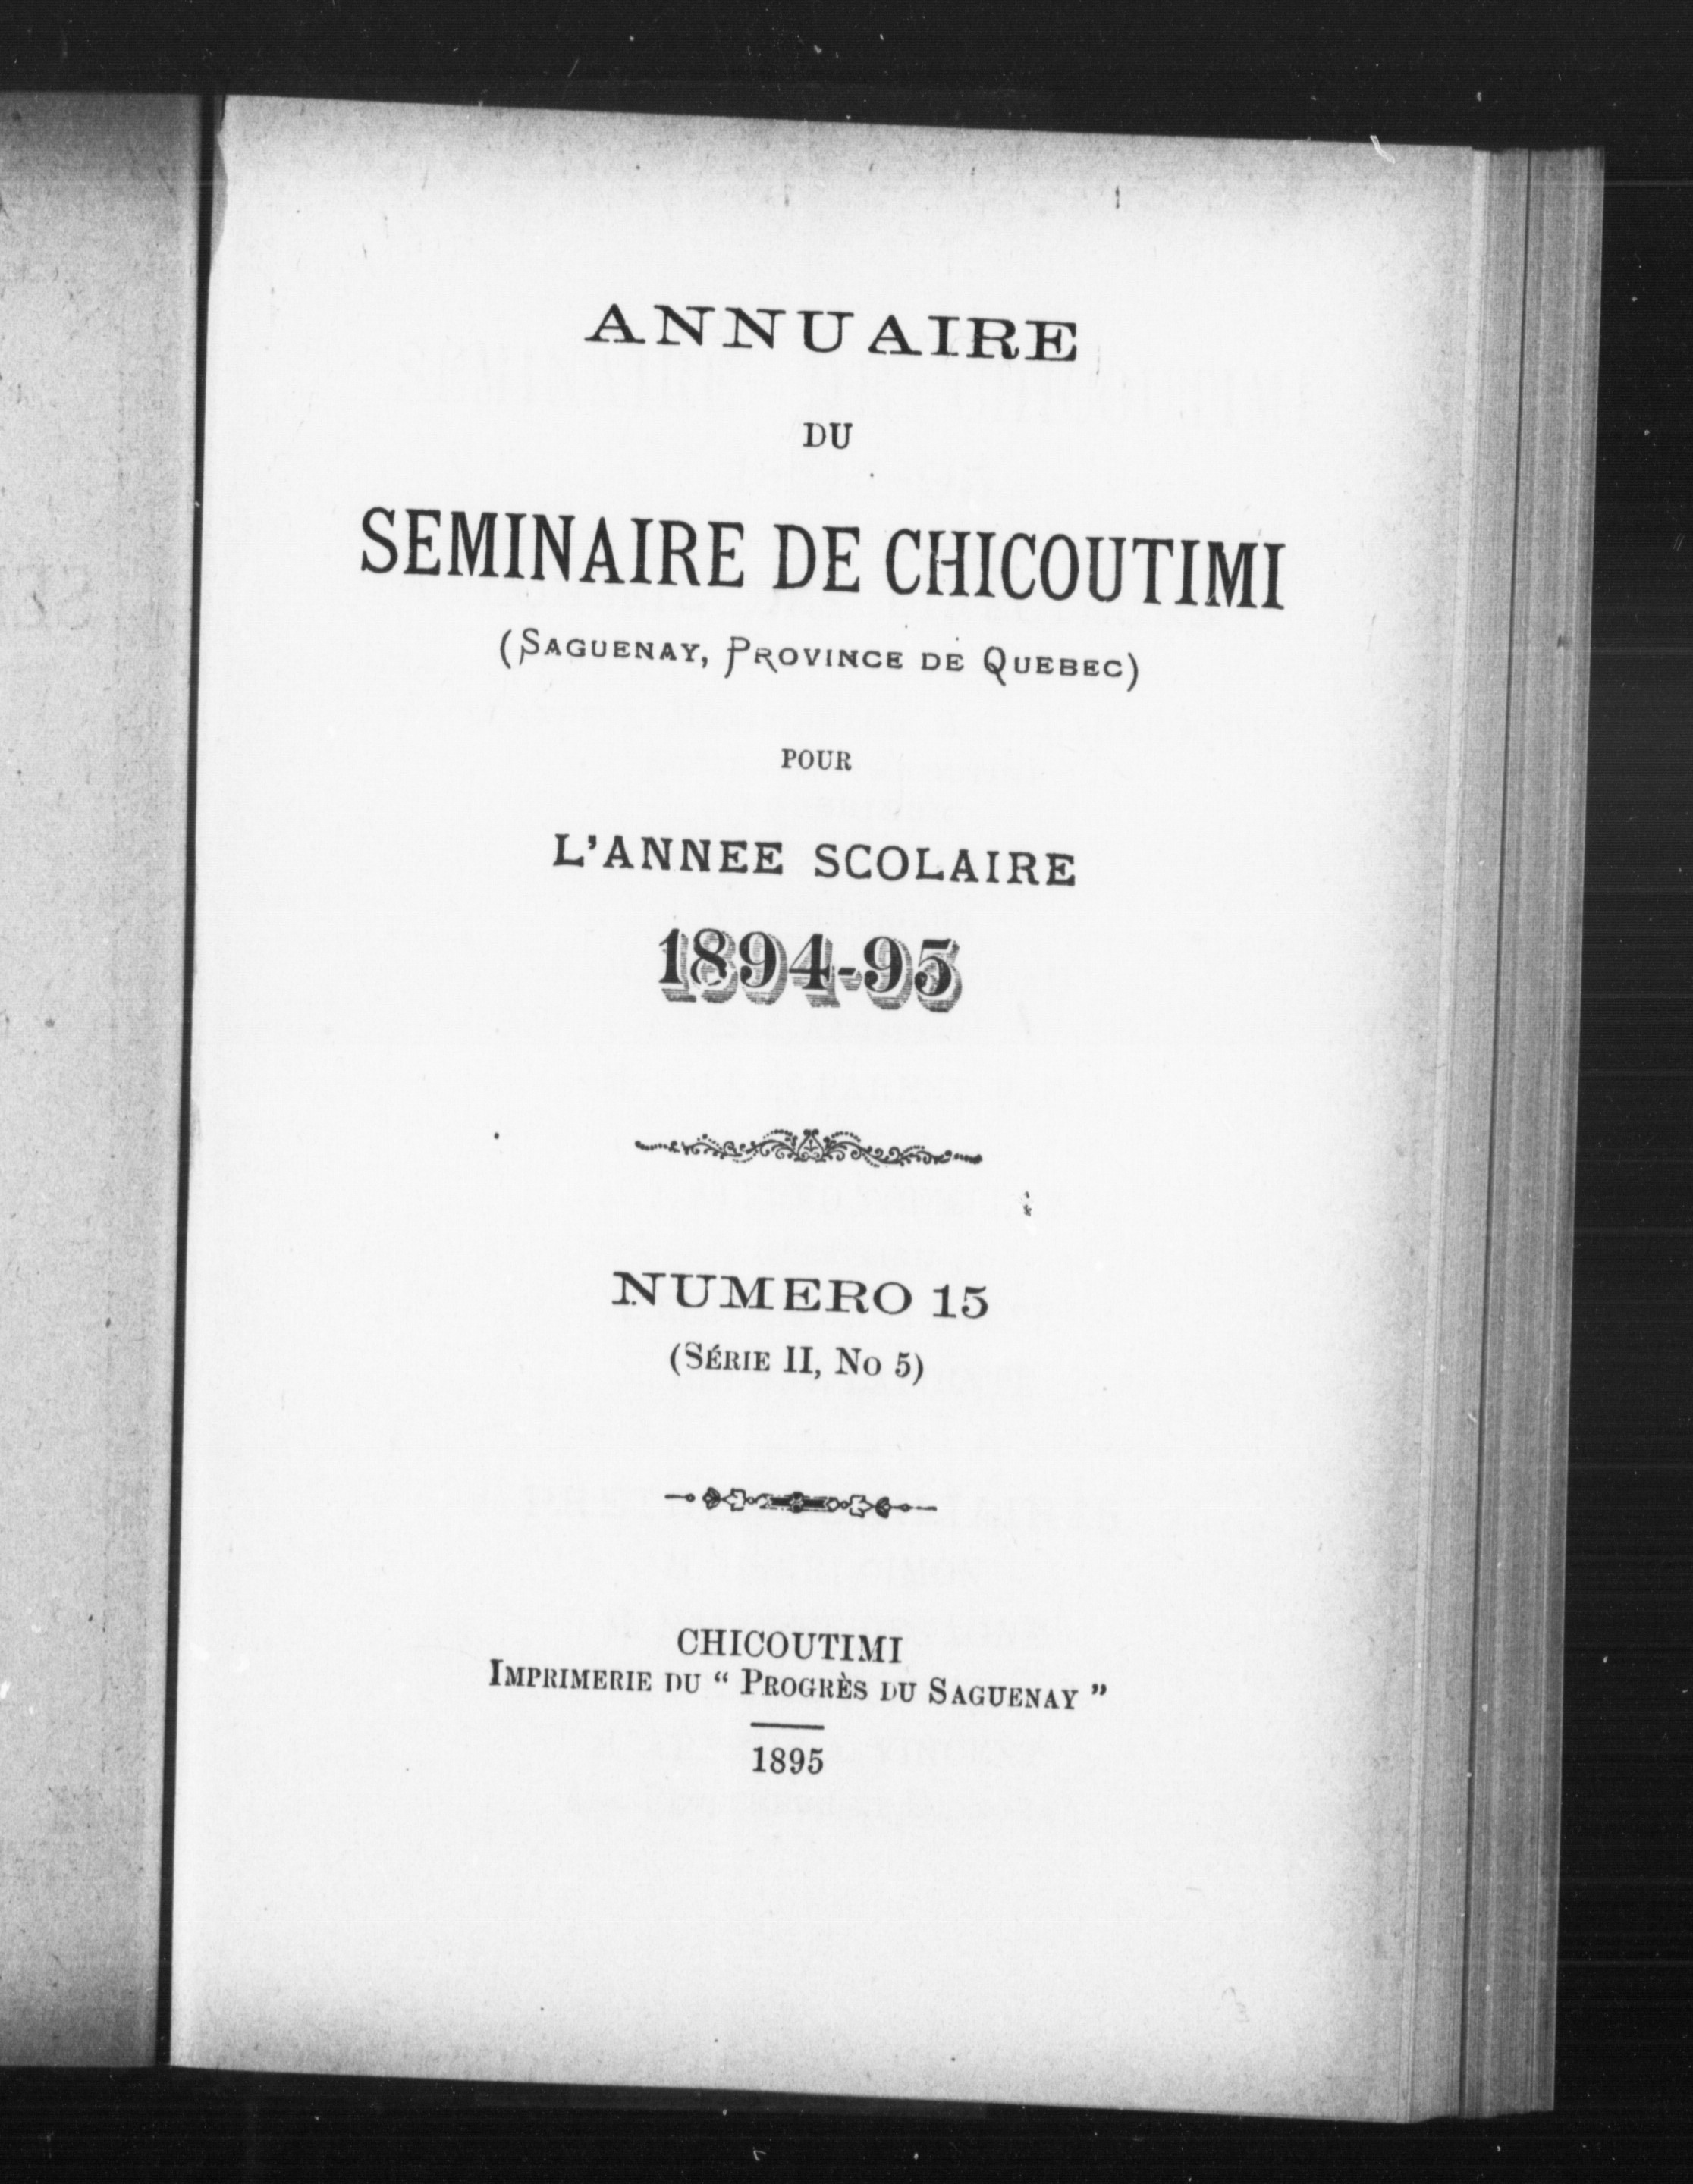 ANNUAIRE
DU
SEMINAIRE DE CHICOUTIMI
(SAGUENAY, PROVINCE DE QUEBEC)
POUR
L'ANNEE SCOLAIRE
1894-95
NUMERO 15
(SÉRIE II, No 5)
CHICOUTIMI
IMPRIMERIE DU “ PROGRÈS DU SAGUENAY ”
1895